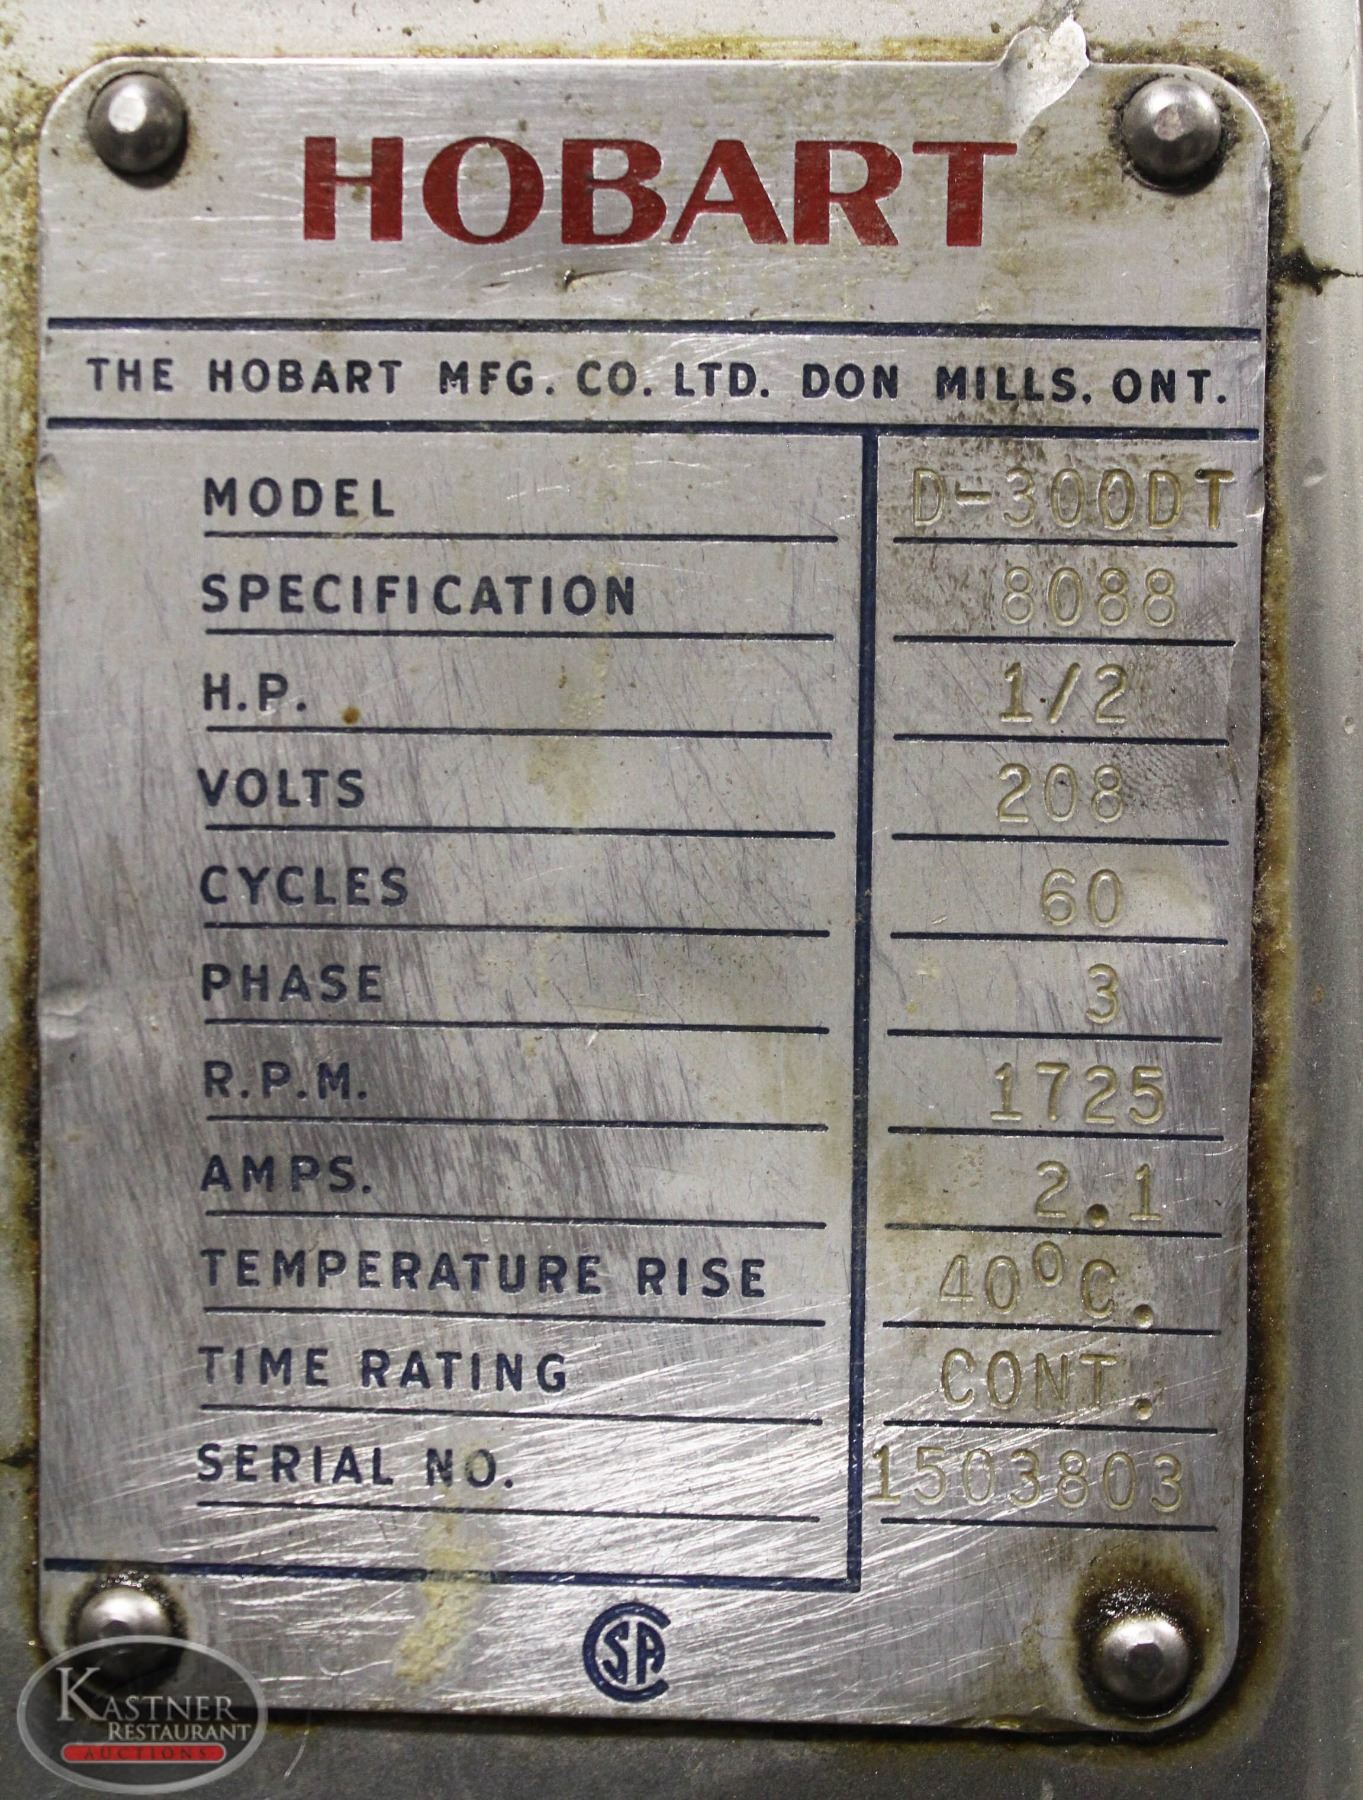 HOBART
THE HOBART MFG. CO. LTD. DON MILLS. ONT.
MODEL D-300DT
SPECIFICATION 8088
H.P. 1/2
VOLTS 208
CYCLES 60
PHASE 3
R.P.M. 1725
AMPS. 2.1
TEMPERATURE RISE 40°C.
TIME RATING CONT.
SERIAL NO. 1503803
CSA
KASTNER
RESTAURANT
AUCTIONS